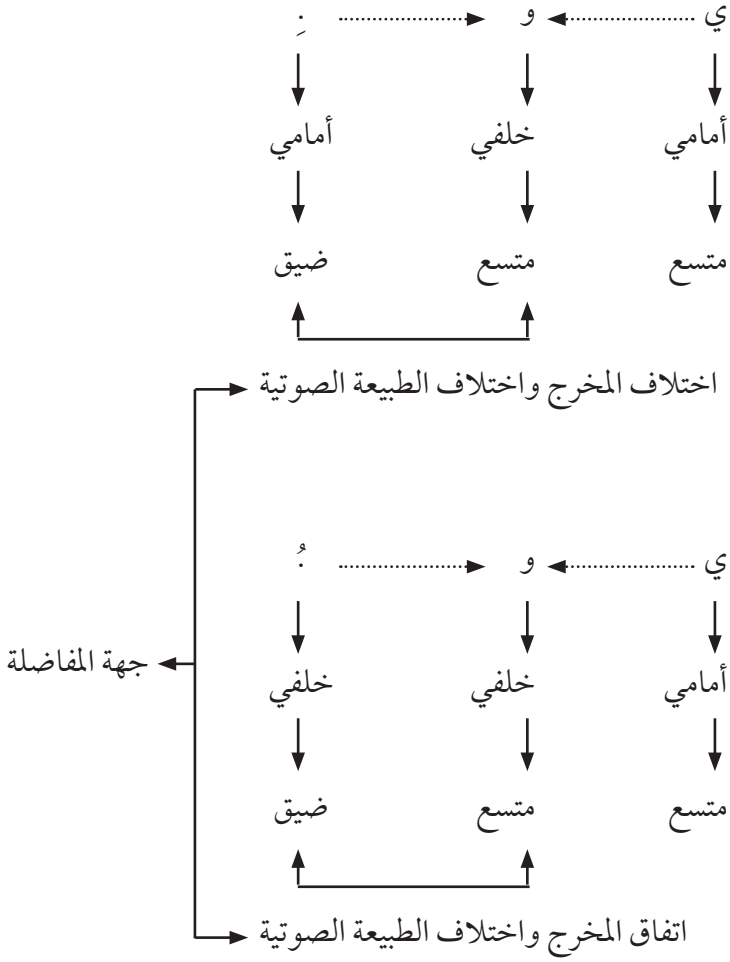 ي و .ِ
أمامي خلفي أمامي
متسع متسع ضيق
اختلاف المخرج واختلاف الطبيعة الصوتية
ي و .ُ
جهة المفاضلة
أمامي خلفي خلفي
متسع متسع ضيق
اتفاق المخرج واختلاف الطبيعة الصوتية